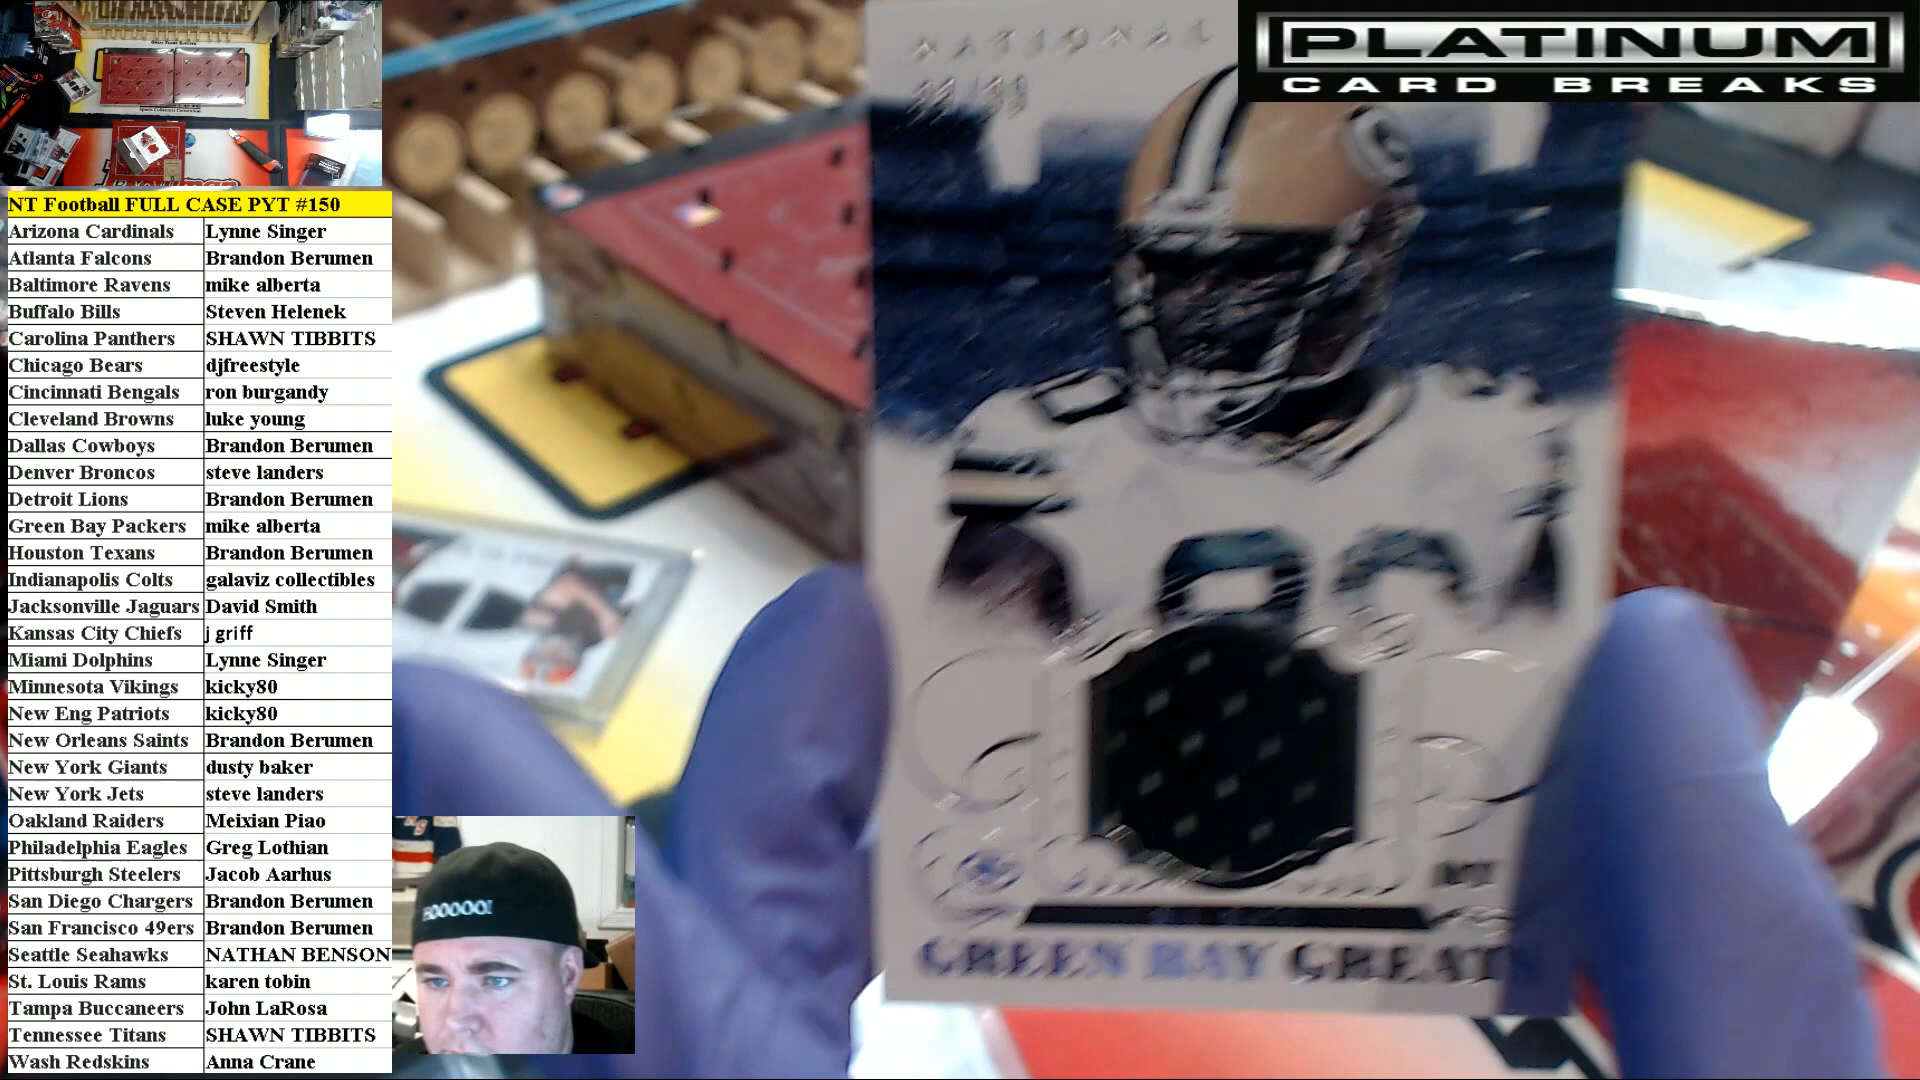 PLATINUM
CARD BREAKS
NATIONAL
NT Football FULL CASE PYT #150
Arizona Cardinals Lynne Singer
Atlanta Falcons Brandon Berumen
Baltimore Ravens mike alberta
Buffalo Bills Steven Helenek
Carolina Panthers SHAWN TIBBITS
Chicago Bears djfreestyle
Cincinnati Bengals ron burgandy
Cleveland Browns luke young
Dallas Cowboys Brandon Berumen
Denver Broncos steve landers
Detroit Lions Brandon Berumen
Green Bay Packers mike alberta
Houston Texans Brandon Berumen
Indianapolis Colts galaviz collectibles
Jacksonville Jaguars David Smith
Kansas City Chiefs j griff
Miami Dolphins Lynne Singer
Minnesota Vikings kicky80
New Eng Patriots kicky80
New Orleans Saints Brandon Berumen
New York Giants dusty baker
New York Jets steve landers
Oakland Raiders Meixian Piao
Philadelphia Eagles Greg Lothian
Pittsburgh Steelers Jacob Aarhus
San Diego Chargers Brandon Berumen
San Francisco 49ers Brandon Berumen
Seattle Seahawks NATHAN BENSON
St. Louis Rams karen tobin
Tampa Buccaneers John LaRosa
Tennessee Titans SHAWN TIBBITS
Wash Redskins Anna Crane
GREEN BAY GREATS